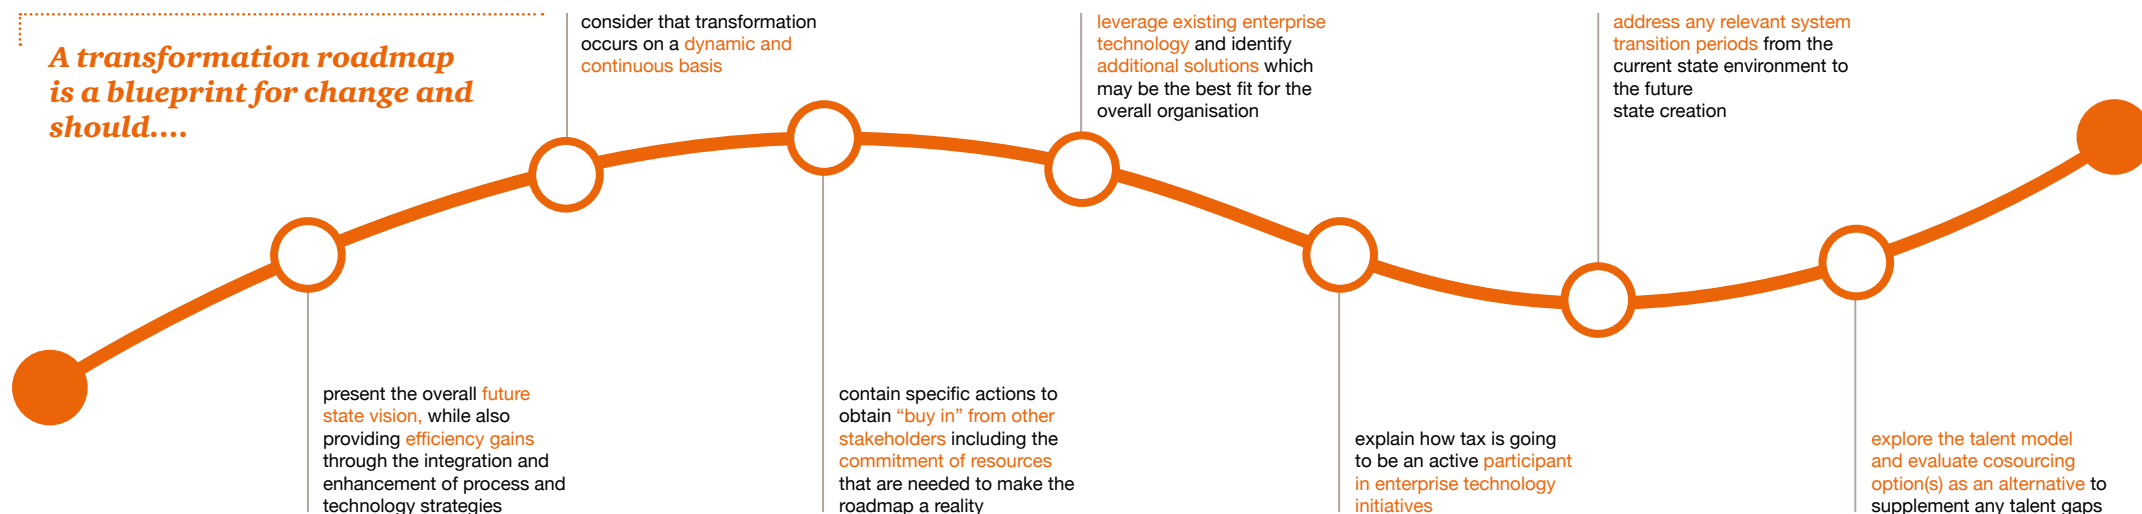 A transformation roadmap
is a blueprint for change and
should....
present the overall future
state vision, while also
providing efficiency gains
through the integration and
enhancement of process and
technology strategies
consider that transformation
occurs on a dynamic and
continuous basis
contain specific actions to
obtain “buy in” from other
stakeholders including the
commitment of resources
that are needed to make the
roadmap a reality
leverage existing enterprise
technology and identify
additional solutions which
may be the best fit for the
overall organisation
explain how tax is going
to be an active participant
in enterprise technology
initiatives
address any relevant system
transition periods from the
current state environment to
the future
state creation
explore the talent model
and evaluate cosourcing
option(s) as an alternative to
supplement any talent gaps